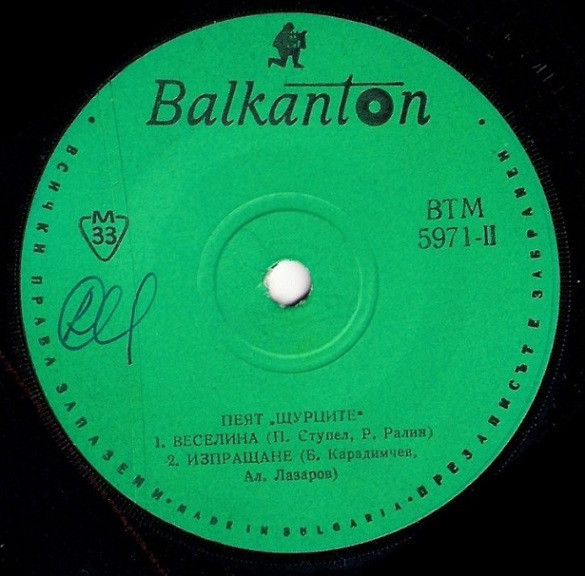 Balkanton
M
33
ВТМ
5971-II
ПЕЯТ „ЩУРЦИТЕ“
1. ВЕСЕЛИНА (П. Ступел, Р. Ралин)
2. ИЗПРАЩАНЕ (Б. Карадимчев,
Ал. Лазаров)
• ВСИЧКИ ПРАВА ЗАПАЗЕНИ • MADE IN BULGARIA • ПРЕЗАПИСЪТ Е ЗАБРАНЕН •